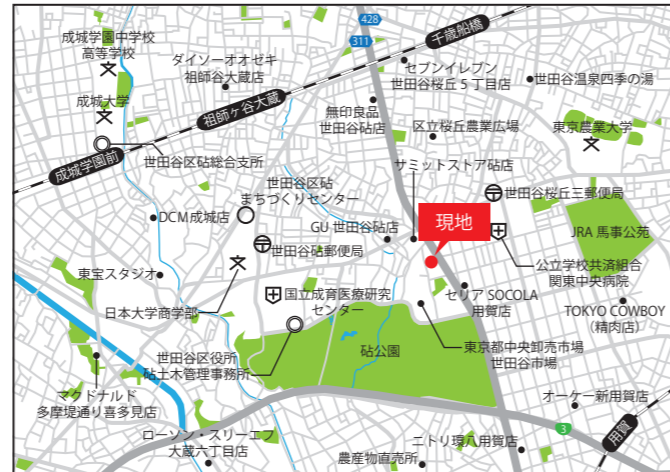 428
311
千歳船橋
成城学園中学校
高等学校
ダイソーオオゼキ
祖師谷大蔵店
セブンイレブン
世田谷桜丘5丁目店
世田谷温泉四季の湯
成城大学
祖師ヶ谷大蔵
無印良品
世田谷砧店
区立桜丘農業広場
東京農業大学
成城学園前
世田谷区砧総合支所
サミットストア砧店
世田谷区砧
まちづくりセンター
世田谷桜丘三郵便局
DCM成城店
GU 世田谷砧店
現地
JRA 馬事公苑
世田谷砧郵便局
公立学校共済組合
関東中央病院
東宝スタジオ
日本大学商学部
国立成育医療研究
センター
セリア SOCOLA
用賀店
TOKYO COWBOY
（精肉店）
世田谷区役所
砧土木管理事務所
砧公園
東京都中央卸売市場
世田谷市場
マクドナルド
多摩堤通り喜多見店
オーケー新用賀店
ローソン・スリーエフ
大蔵六丁目店
農産物直売所
ニトリ環八用賀店
3
用賀